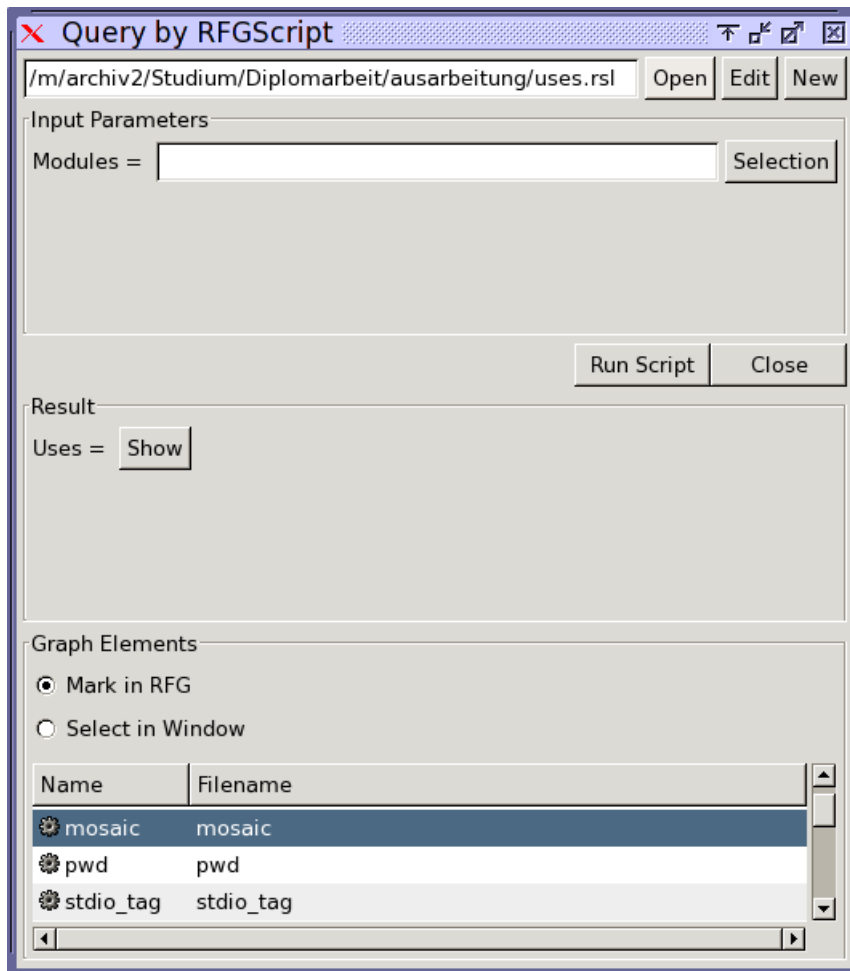 Query by RFGScript
/m/archiv2/Studium/Diplomarbeit/ausarbeitung/uses.rsl Open Edit New
Input Parameters
Modules = Selection
Run Script Close
Result
Uses = Show
Graph Elements
Mark in RFG
Select in Window
Name Filename
mosaic mosaic
pwd pwd
stdio_tag stdio_tag